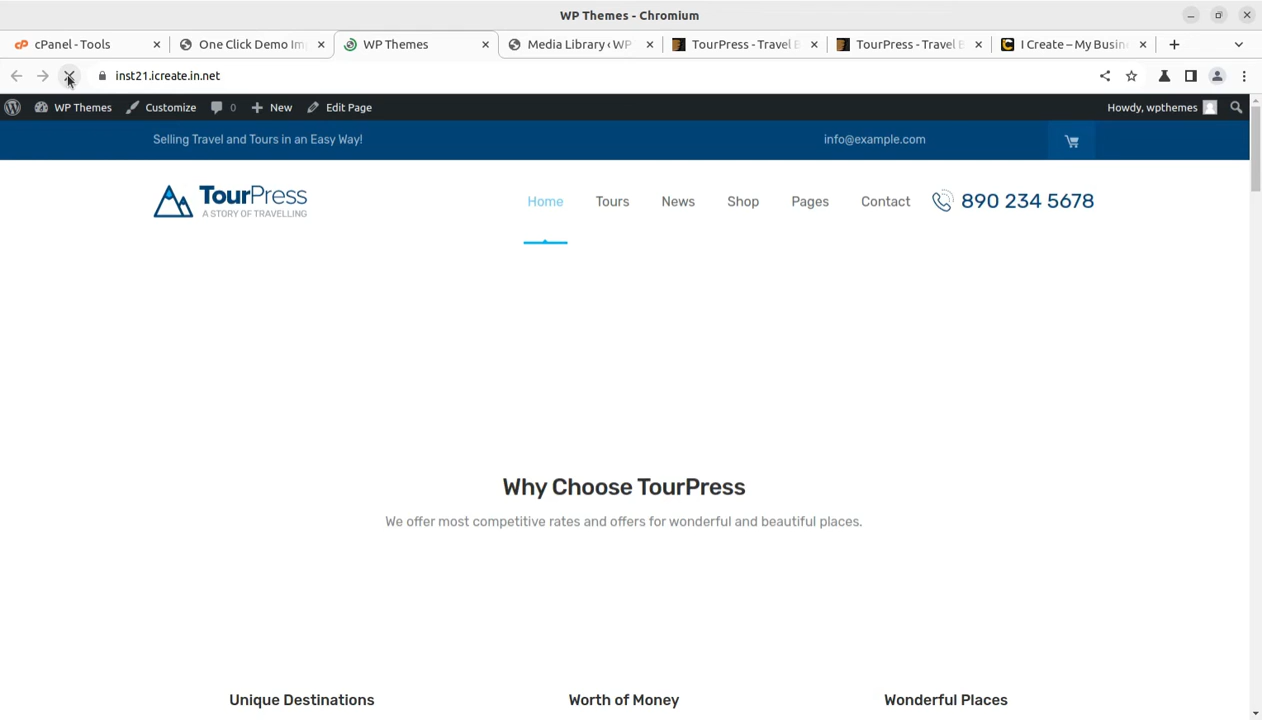 WP Themes - Chromium
cPanel - Tools
One Click Demo Im
WP Themes
Media Library ‹ WP
TourPress - Travel B
TourPress - Travel B
I Create – My Busin
inst21.icreate.in.net
WP Themes
Customize
0
New
Edit Page
Howdy, wpthemes
Selling Travel and Tours in an Easy Way!
info@example.com
TourPress
A STORY OF TRAVELLING
Home
Tours
News
Shop
Pages
Contact
890 234 5678
Why Choose TourPress
We offer most competitive rates and offers for wonderful and beautiful places.
Unique Destinations
Worth of Money
Wonderful Places